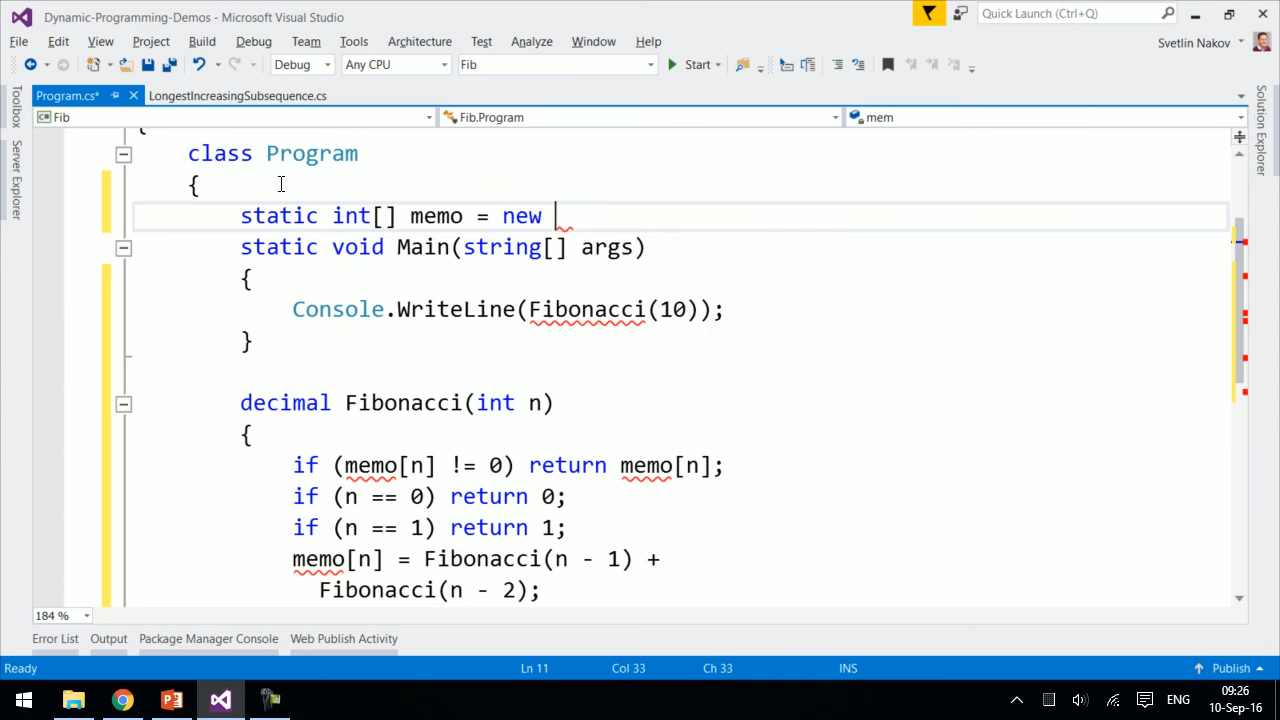 Dynamic-Programming-Demos - Microsoft Visual Studio
Quick Launch (Ctrl+Q)
File Edit View Project Build Debug Team Tools Architecture Test Analyze Window Help
Svetlin Nakov
Debug Any CPU Fib Start
Program.cs* LongestIncreasingSubsequence.cs
Fib Fib.Program mem
Toolbox
Server Explorer
Solution Explorer
{
class Program
{
static int[] memo = new
static void Main(string[] args)
{
Console.WriteLine(Fibonacci(10));
}
decimal Fibonacci(int n)
{
if (memo[n] != 0) return memo[n];
if (n == 0) return 0;
if (n == 1) return 1;
memo[n] = Fibonacci(n - 1) +
Fibonacci(n - 2);
184 %
Error List Output Package Manager Console Web Publish Activity
Ready Ln 11 Col 33 Ch 33 INS Publish
ENG
09:26
10-Sep-16